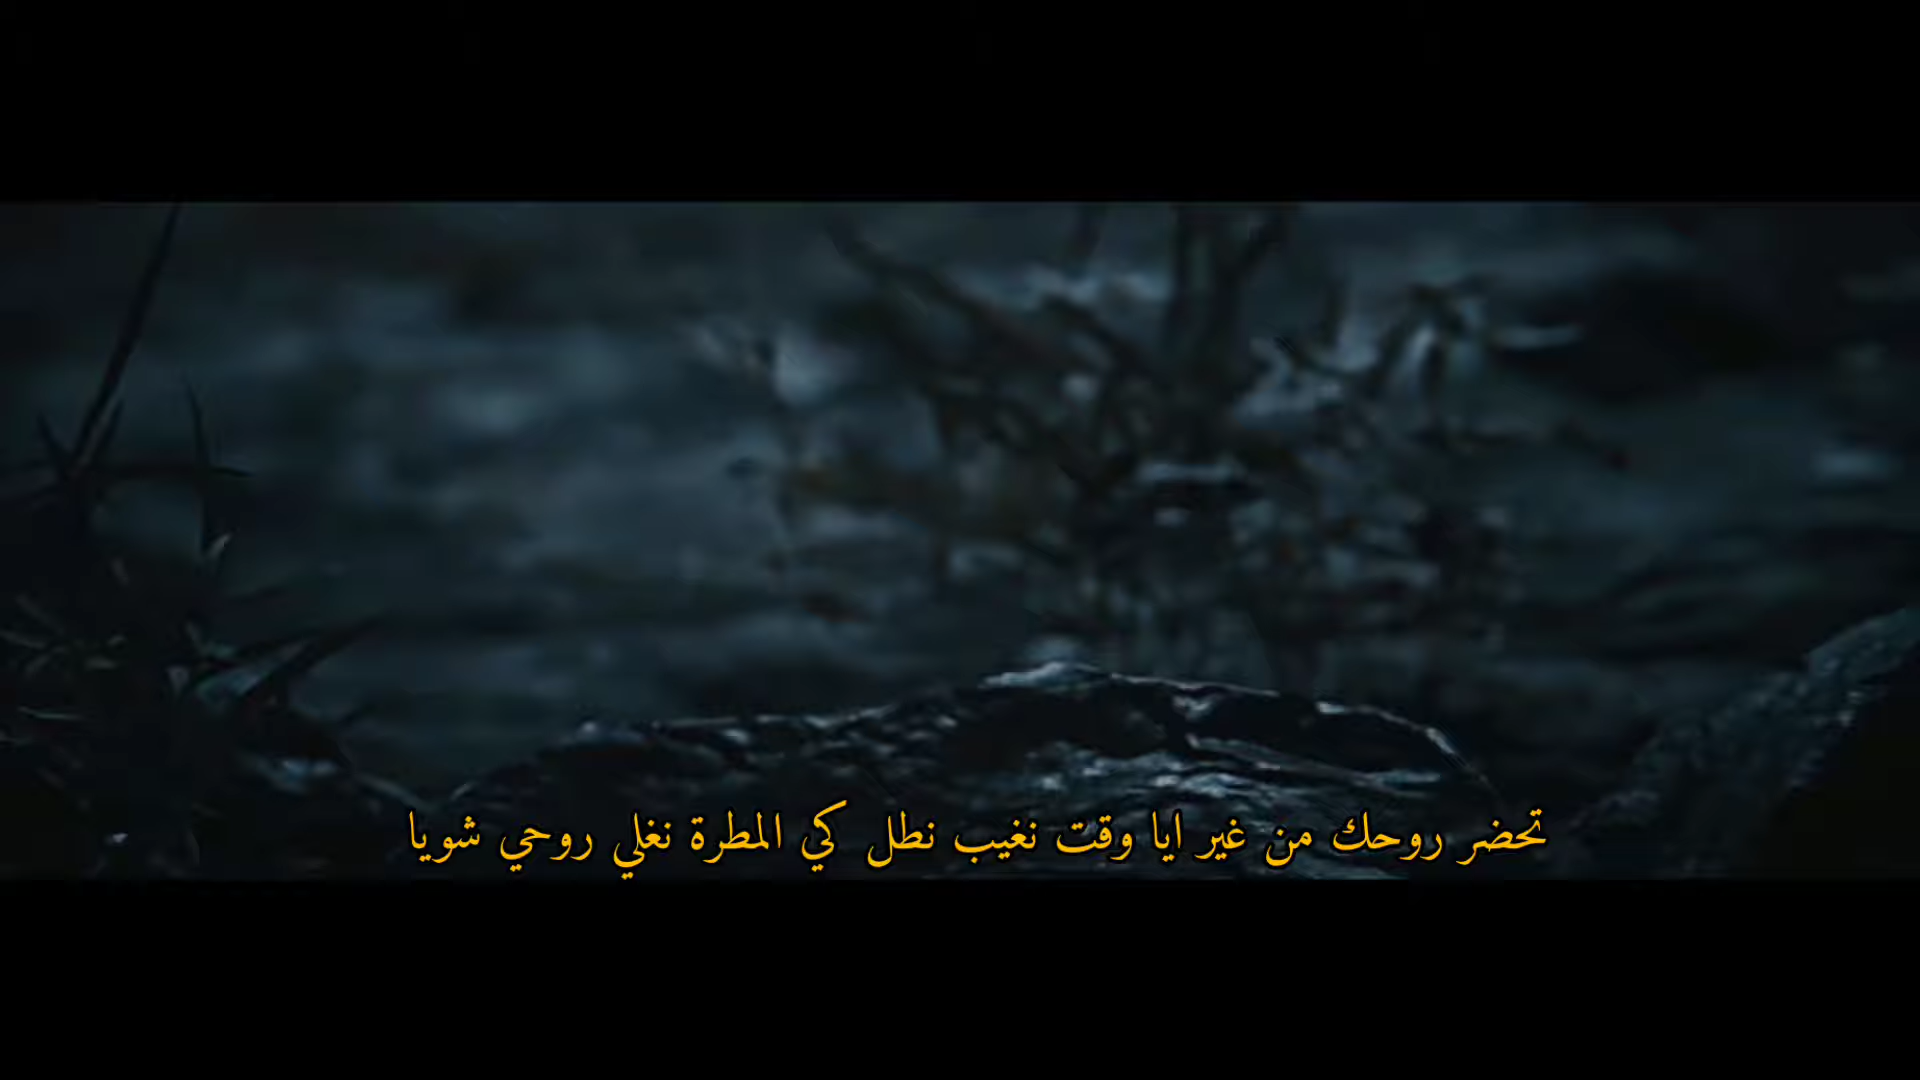 تحضر روحك من غير ايا وقت نغيب نطل كي المطرة نغلي روحي شويا